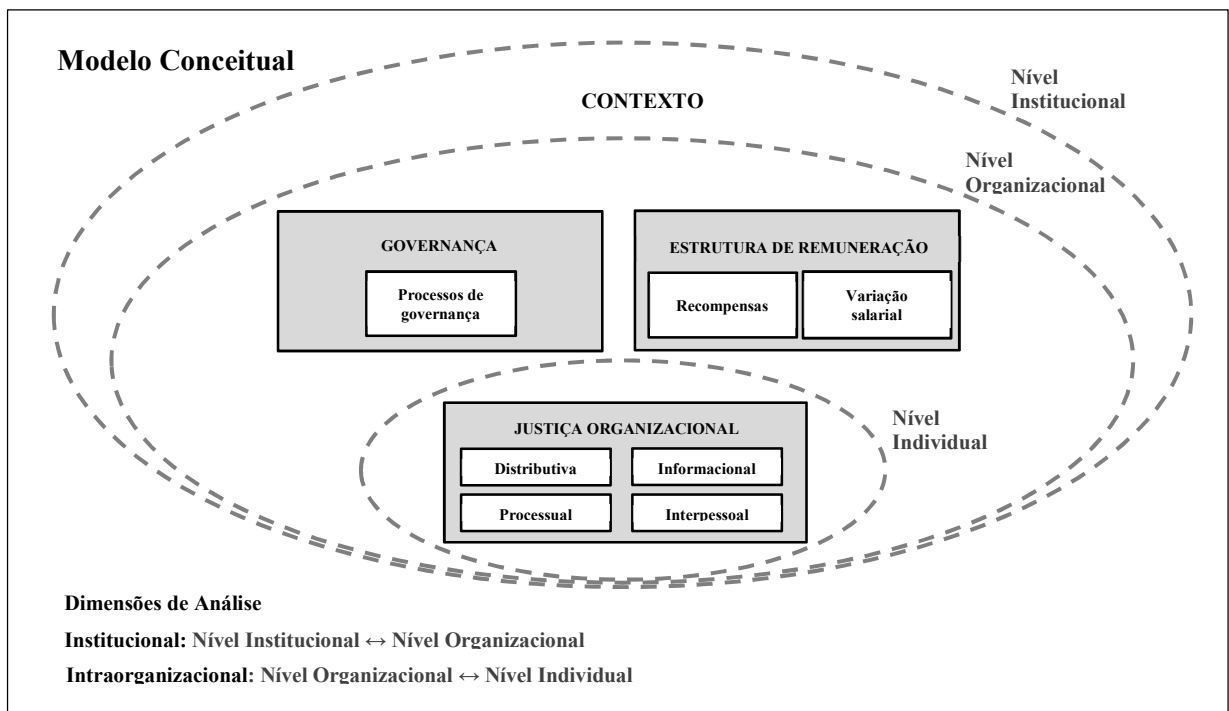 Modelo Conceitual
CONTEXTO
Nível
Institucional
Nível
Organizacional
GOVERNANÇA
Processos de
governança
ESTRUTURA DE REMUNERAÇÃO
Recompensas
Variação
salarial
Nível
Individual
JUSTIÇA ORGANIZACIONAL
Distributiva
Informacional
Processual
Interpessoal
Dimensões de Análise
Institucional: Nível Institucional ↔ Nível Organizacional
Intraorganizacional: Nível Organizacional ↔ Nível Individual